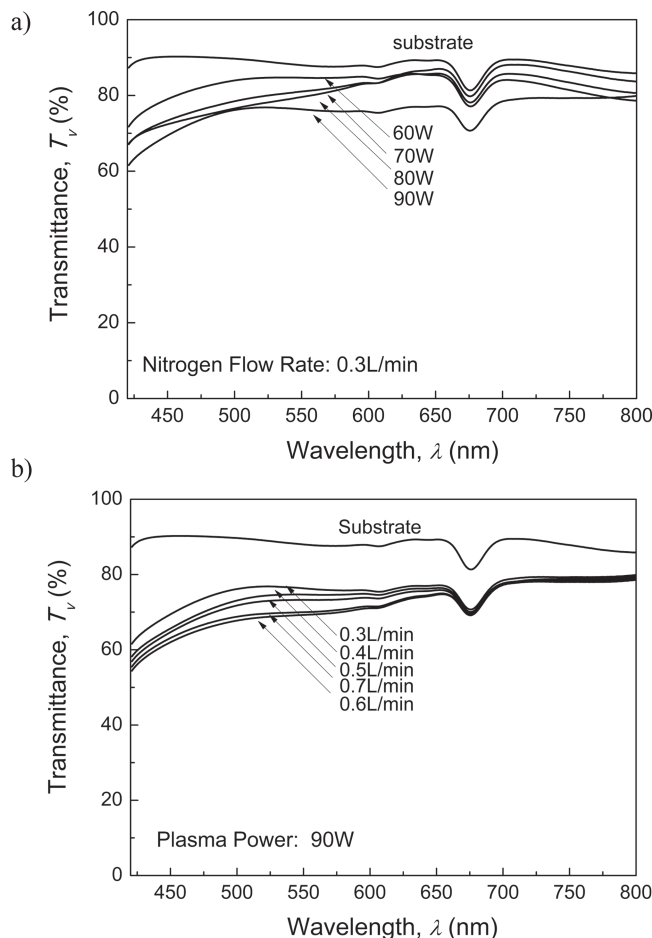 a)
100
80
60
40
20
0
Transmittance, Tv (%)
substrate
60W
70W
80W
90W
Nitrogen Flow Rate: 0.3L/min
450 500 550 600 650 700 750 800
Wavelength, λ (nm)
b)
100
80
60
40
20
0
Transmittance, Tv (%)
Substrate
0.3L/min
0.4L/min
0.5L/min
0.7L/min
0.6L/min
Plasma Power: 90W
450 500 550 600 650 700 750 800
Wavelength, λ (nm)